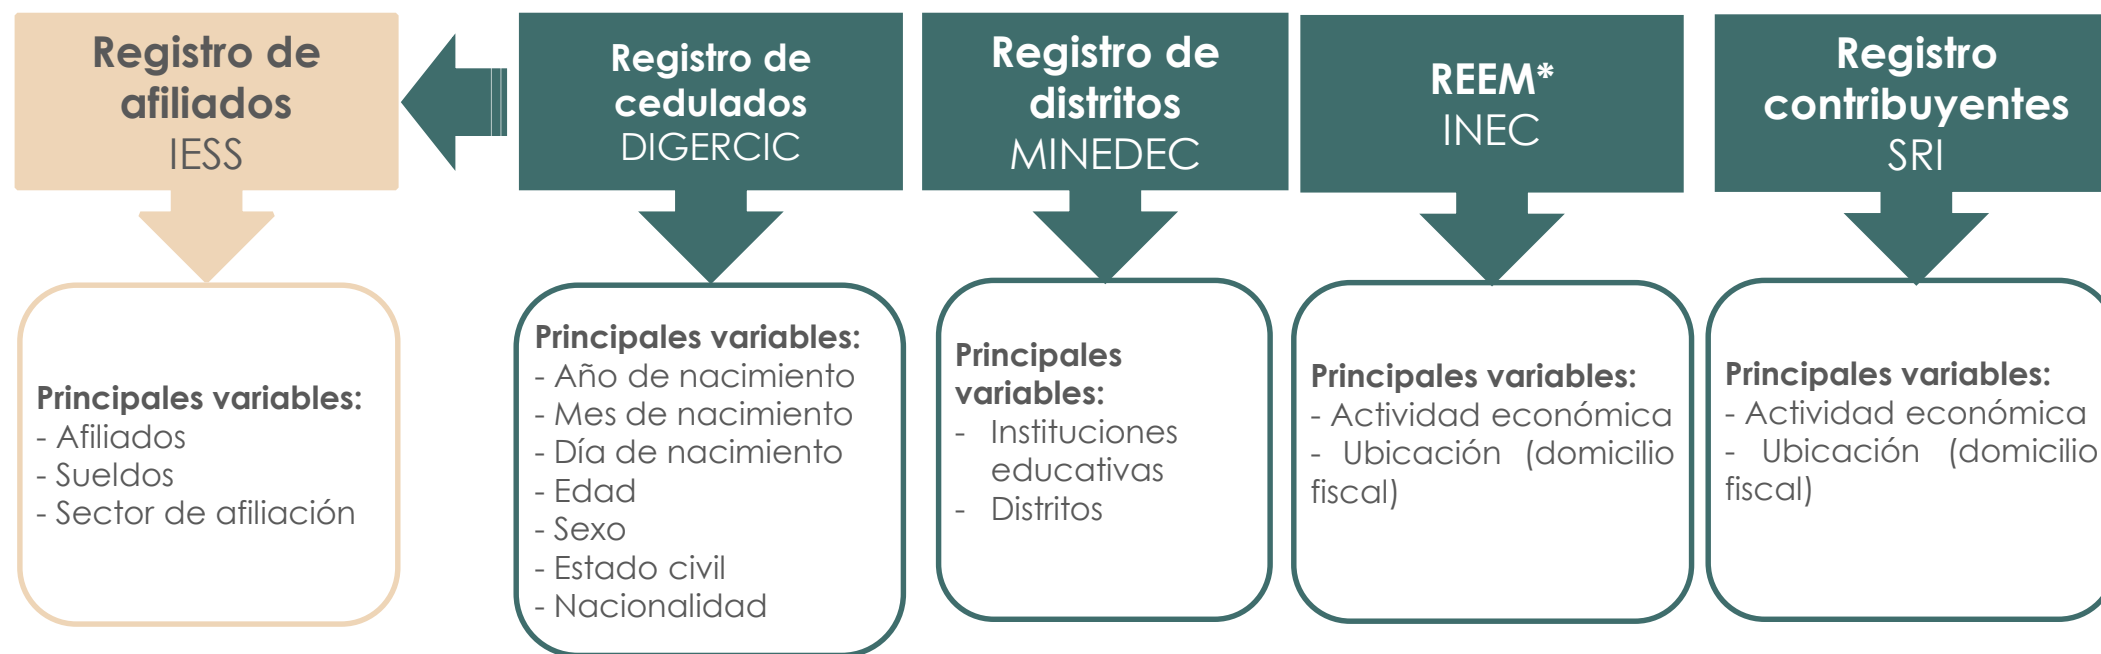 Registro de
afiliados
IESS
Registro de
cedulados
DIGERCIC
Registro de
distritos
MINEDEC
REEM*
INEC
Registro
contribuyentes
SRI
Principales variables:
- Afiliados
- Sueldos
- Sector de afiliación
Principales variables:
- Año de nacimiento
- Mes de nacimiento
- Día de nacimiento
- Edad
- Sexo
- Estado civil
- Nacionalidad
Principales
variables:
- Instituciones
educativas
- Distritos
Principales variables:
- Actividad económica
- Ubicación (domicilio
fiscal)
Principales variables:
- Actividad económica
- Ubicación (domicilio
fiscal)